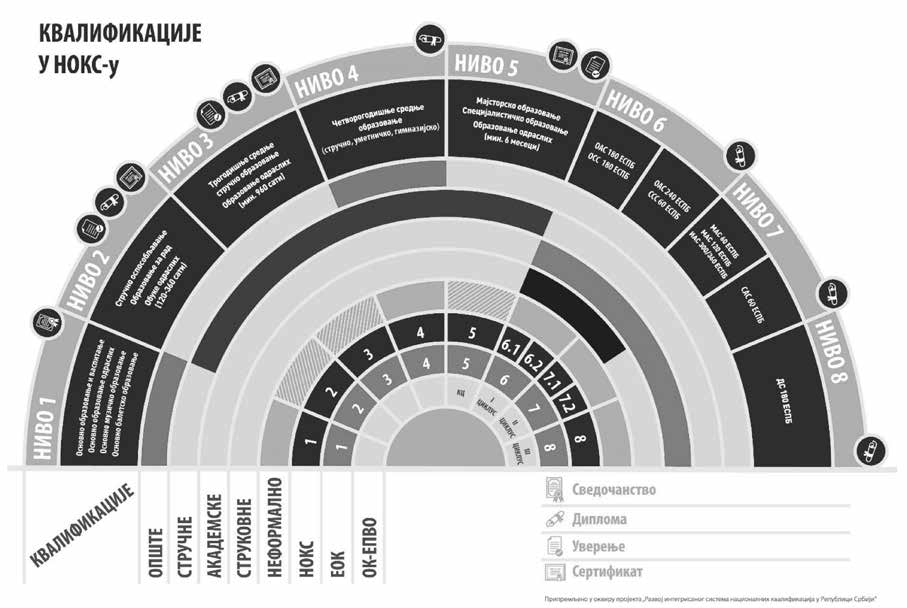 КВАЛИФИКАЦИЈЕ
У НОКС-у
НИВО 1
НИВО 2
НИВО 3
НИВО 4
НИВО 5
НИВО 6
НИВО 7
НИВО 8
Основно образовање и васпитање
Основно образовање одраслих
Основно музичко образовање
Основно балетско образовање
Стручно оспособљавање
Образовање за рад
Обуке одраслих
(120-360 сати)
Трогодишње средње
стручно образовање
Образовање одраслих
(мин. 960 сати)
Четворогодишње средње
образовање
(стручно, уметничко, гимназијско)
Мајсторско образовање
Специјалистичко образовање
Образовање одраслих
(мин. 6 месеци)
ОАС 180 ЕСПБ
ОСС 180 ЕСПБ
ОАС 240 ЕСПБ
ССС 60 ЕСПБ
МАС 60 ЕСПБ
МАС 120 ЕСПБ
ИАС 300/360 ЕСПБ
САС 60 ЕСПБ
ДС 180 ЕСПБ
1
2
3
4
5
6.1
6.2
7.1
7.2
8
1
2
3
4
5
6
7
8
КЦ
I
ЦИКЛУС
II
ЦИКЛУС
III
ЦИКЛУС
КВАЛИФИКАЦИЈЕ
ОПШТЕ
СТРУЧНЕ
АКАДЕМСКЕ
СТРУКОВНЕ
НЕФОРМАЛНО
НОКС
ЕОК
ОК-ЕПВО
Сведочанство
Диплома
Уверење
Сертификат
Припремљено у оквиру пројекта „Развој интегрисаног система националних квалификација у Републици Србији“